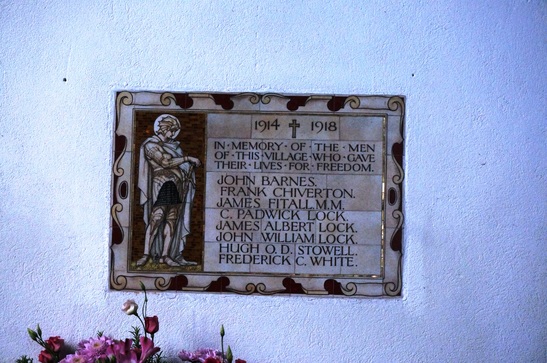 1914 ✝ 1918
IN·MEMORY·OF·THE·MEN
OF·THIS·VILLAGE·WHO·GAVE
THEIR·LIVES·FOR·FREEDOM.
JOHN BARNES.
FRANK CHIVERTON.
JAMES FITALL, M.M.
C. PADWICK LOCK.
JAMES ALBERT LOCK.
JOHN WILLIAM LOCK.
HUGH O. D. STOWELL.
FREDERICK C. WHITE.